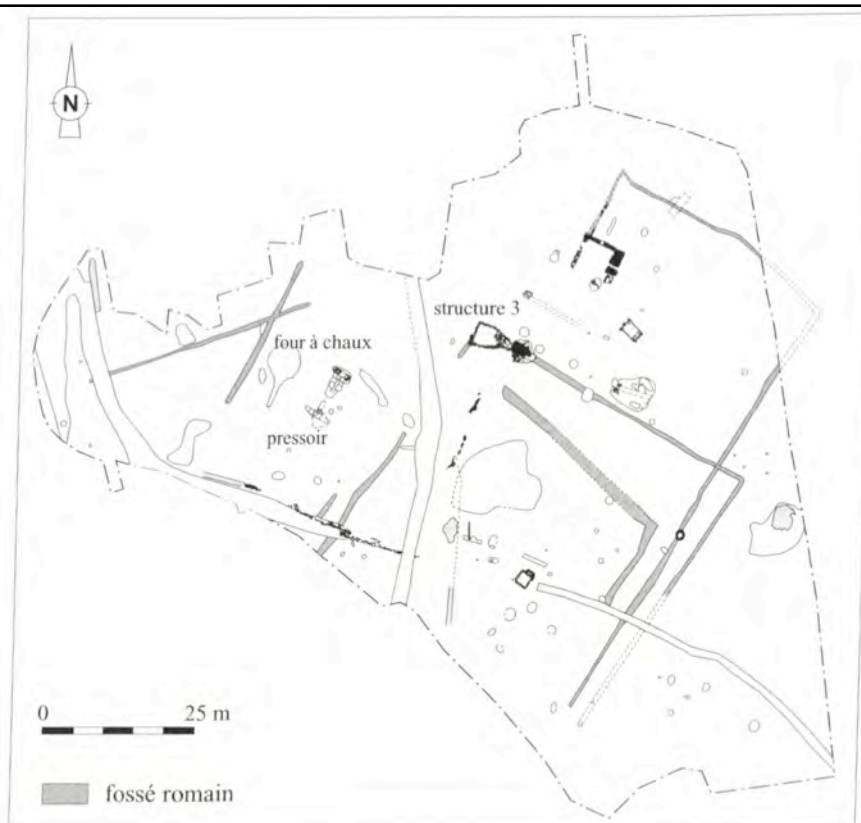 N
structure 3
four à chaux
pressoir
0 25 m
fossé romain